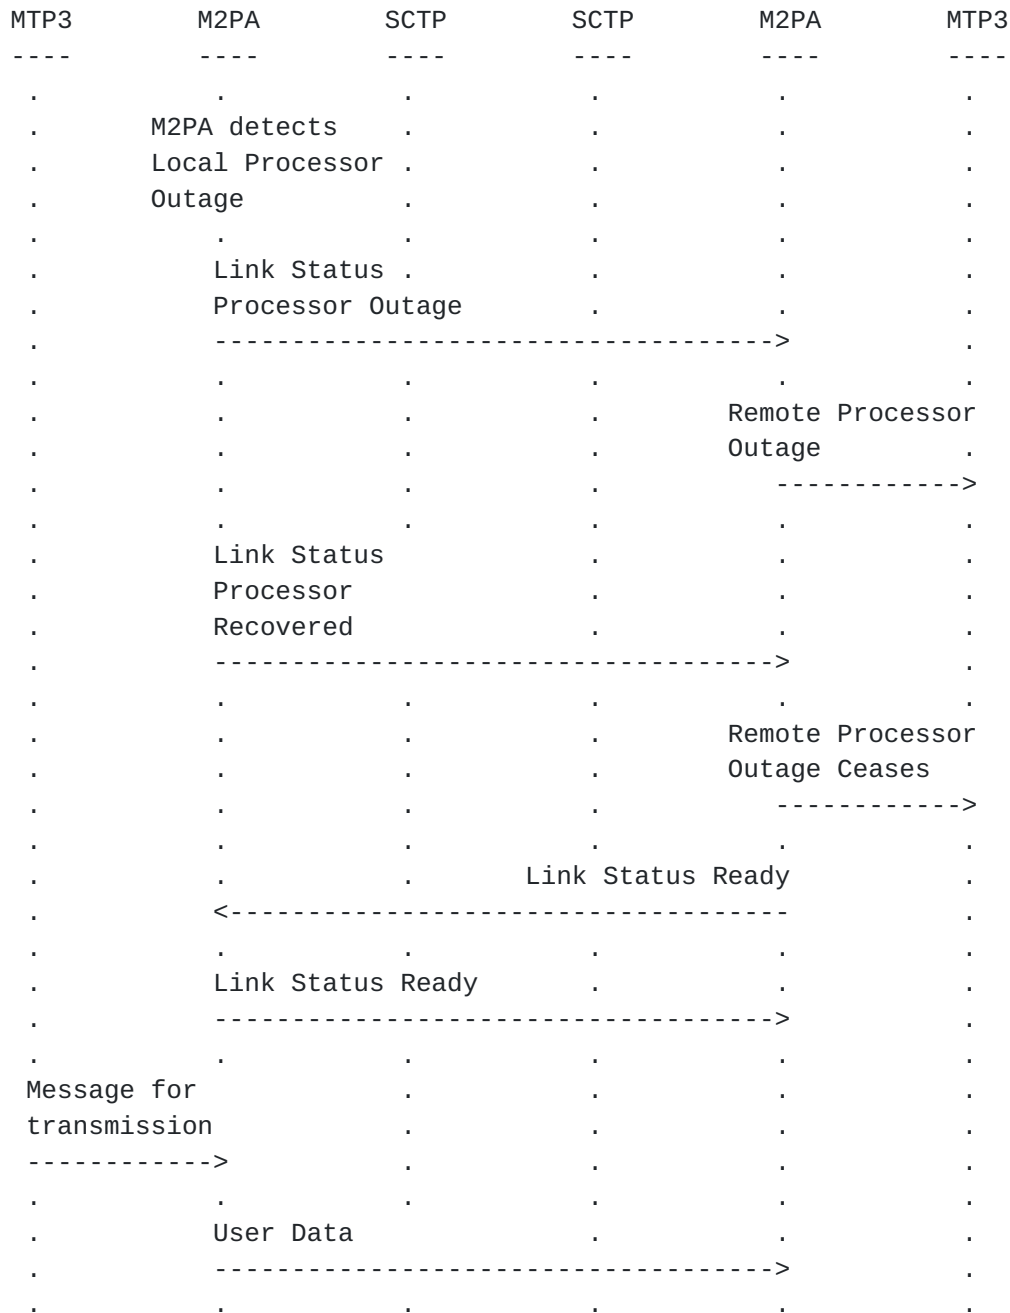 MTP3        M2PA        SCTP        SCTP        M2PA        MTP3
----        ----        ----        ----        ----        ----
 .           .           .           .           .           .
 .       M2PA detects    .           .           .           .
 .       Local Processor .           .           .           .
 .       Outage          .           .           .           .
 .           .           .           .           .           .
 .           Link Status .           .           .           .
 .           Processor Outage        .           .           .
 .           ------------------------------------>           .
 .           .           .           .           .           .
 .           .           .           .        Remote Processor
 .           .           .           .        Outage         .
 .           .           .           .           ------------>
 .           .           .           .           .           .
 .           Link Status             .           .           .
 .           Processor               .           .           .
 .           Recovered               .           .           .
 .           ------------------------------------>           .
 .           .           .           .           .           .
 .           .           .           .        Remote Processor
 .           .           .           .        Outage Ceases
 .           .           .           .           ------------>
 .           .           .           .           .           .
 .           .           .       Link Status Ready           .
 .           <------------------------------------           .
 .           .           .           .           .           .
 .           Link Status Ready       .           .           .
 .           ------------------------------------>           .
 .           .           .           .           .           .
 Message for             .           .           .           .
 transmission            .           .           .           .
 ------------>           .           .           .           .
 .           .           .           .           .           .
 .           User Data               .           .           .
 .           ------------------------------------>           .
 .           .           .           .           .           .